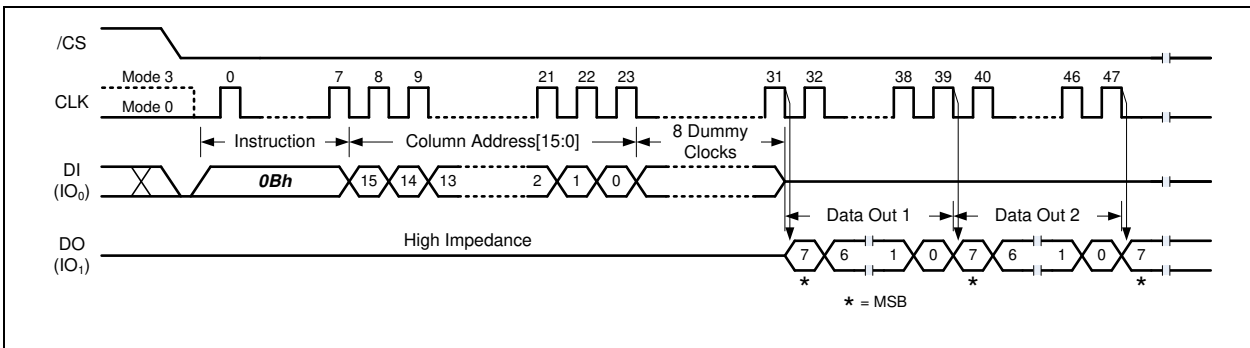 /CS
Mode 3 0 7 8 9 21 22 23 31 32 38 39 40 46 47
CLK
Mode 0
Instruction Column Address[15:0] 8 Dummy
Clocks
DI
(IO₀)
0Bh 15 14 13 2 1 0
Data Out 1 Data Out 2
DO
(IO₁)
High Impedance
7 6 1 0 7 6 1 0 7
* * *
* = MSB